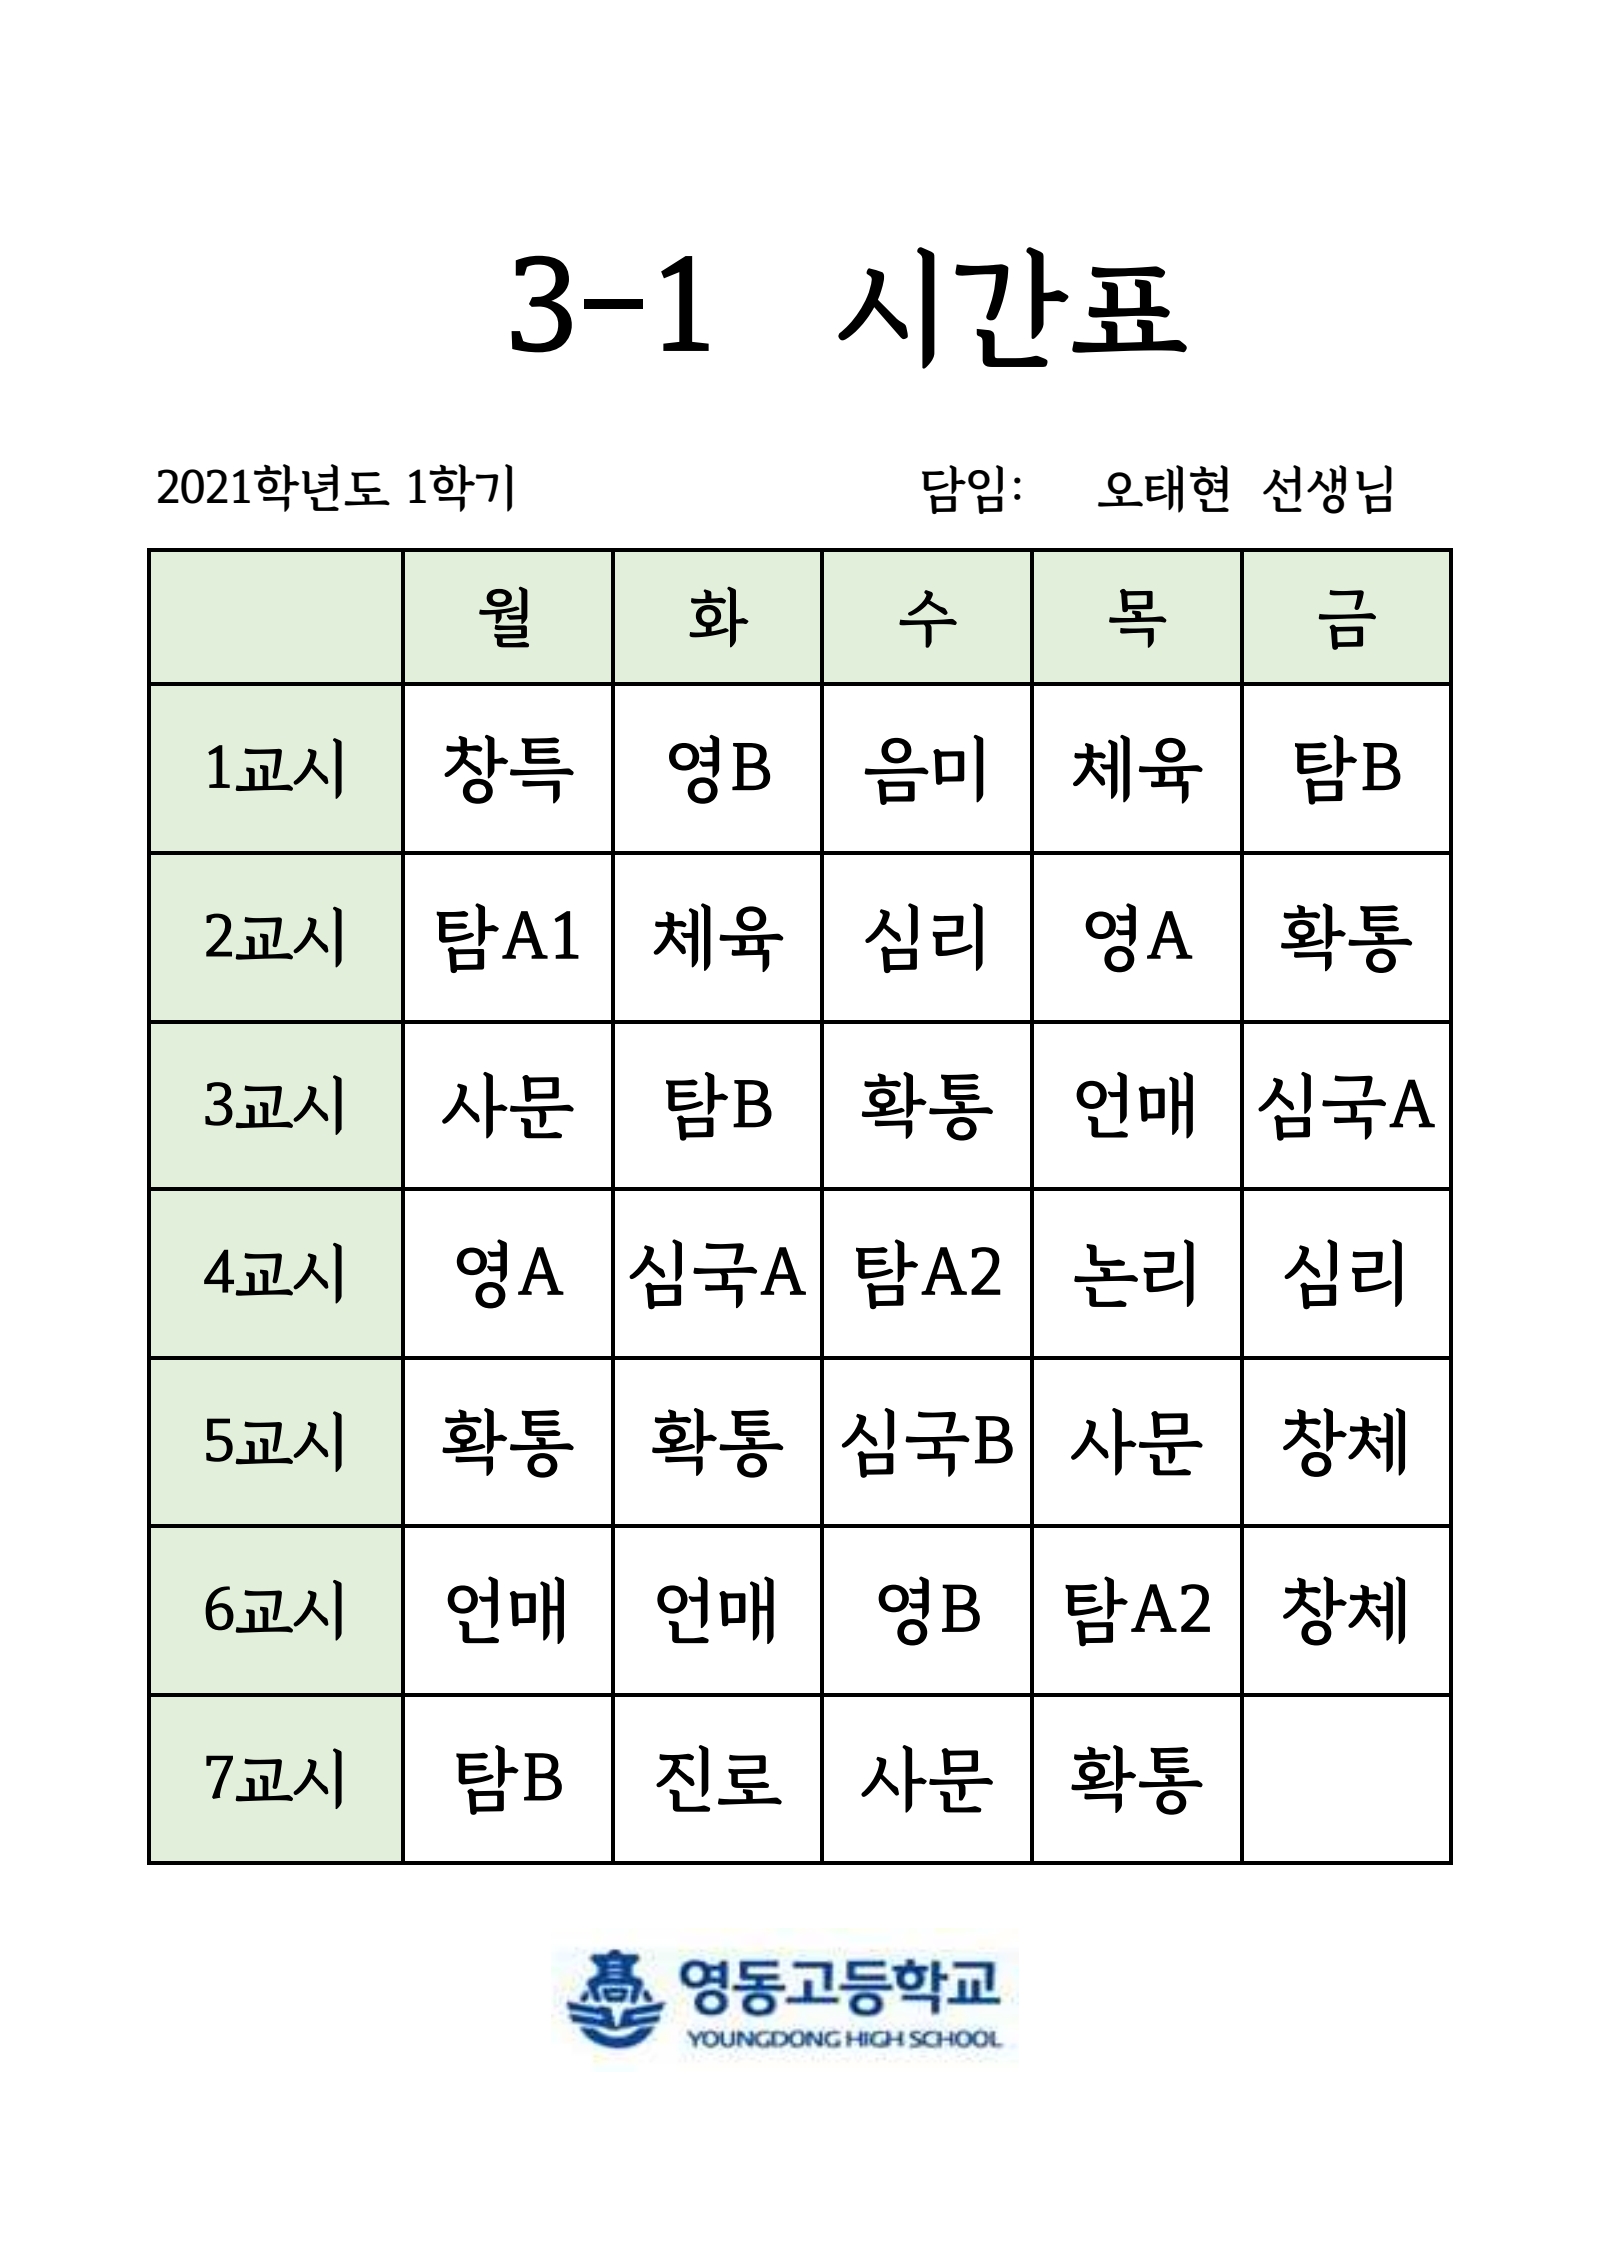 3-1 시간표
2021학년도 1학기 담임: 오태현 선생님
월 화 수 목 금
1교시 창특 영B 음미 체육 탐B
2교시 탐A1 체육 심리 영A 확통
3교시 사문 탐B 확통 언매 심국A
4교시 영A 심국A 탐A2 논리 심리
5교시 확통 확통 심국B 사문 창체
6교시 언매 언매 영B 탐A2 창체
7교시 탐B 진로 사문 확통
高
영동고등학교
YOUNGDONG HIGH SCHOOL